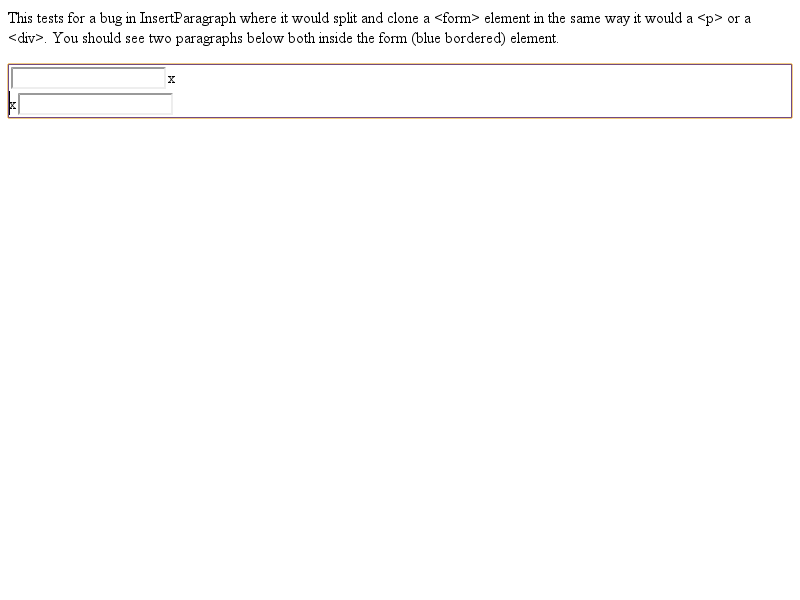 This tests for a bug in InsertParagraph where it would split and clone a <form> element in the same way it would a <p> or a
<div>. You should see two paragraphs below both inside the form (blue bordered) element.
x
x